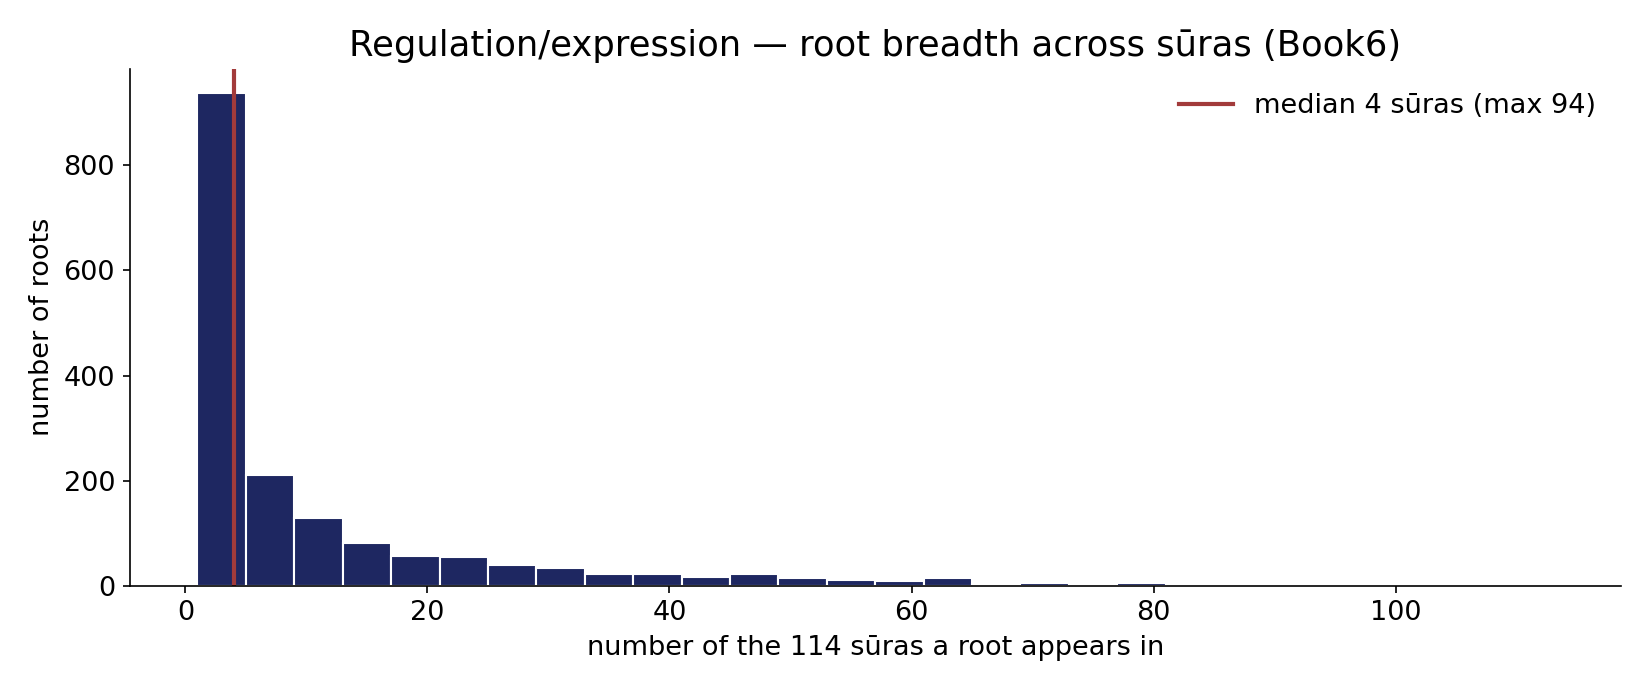 Regulation/expression — root breadth across sūras (Book6)
median 4 sūras (max 94)
number of roots
800
600
400
200
0
0 20 40 60 80 100
number of the 114 sūras a root appears in